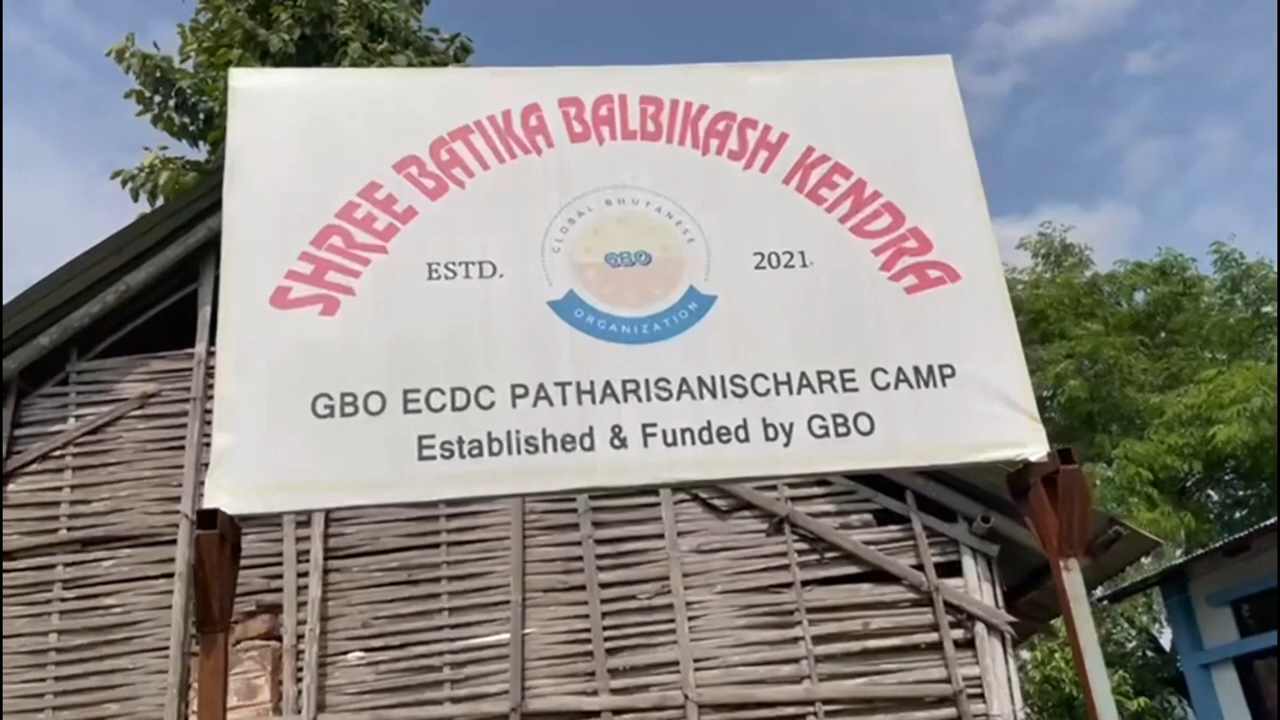 SHREE BATIKA BALBIKASH KENDRA
GLOBAL BHUTANESE
ESTD.
GBO
2021
ORGANIZATION
GBO ECDC PATHARISANISCHARE CAMP
Established & Funded by GBO